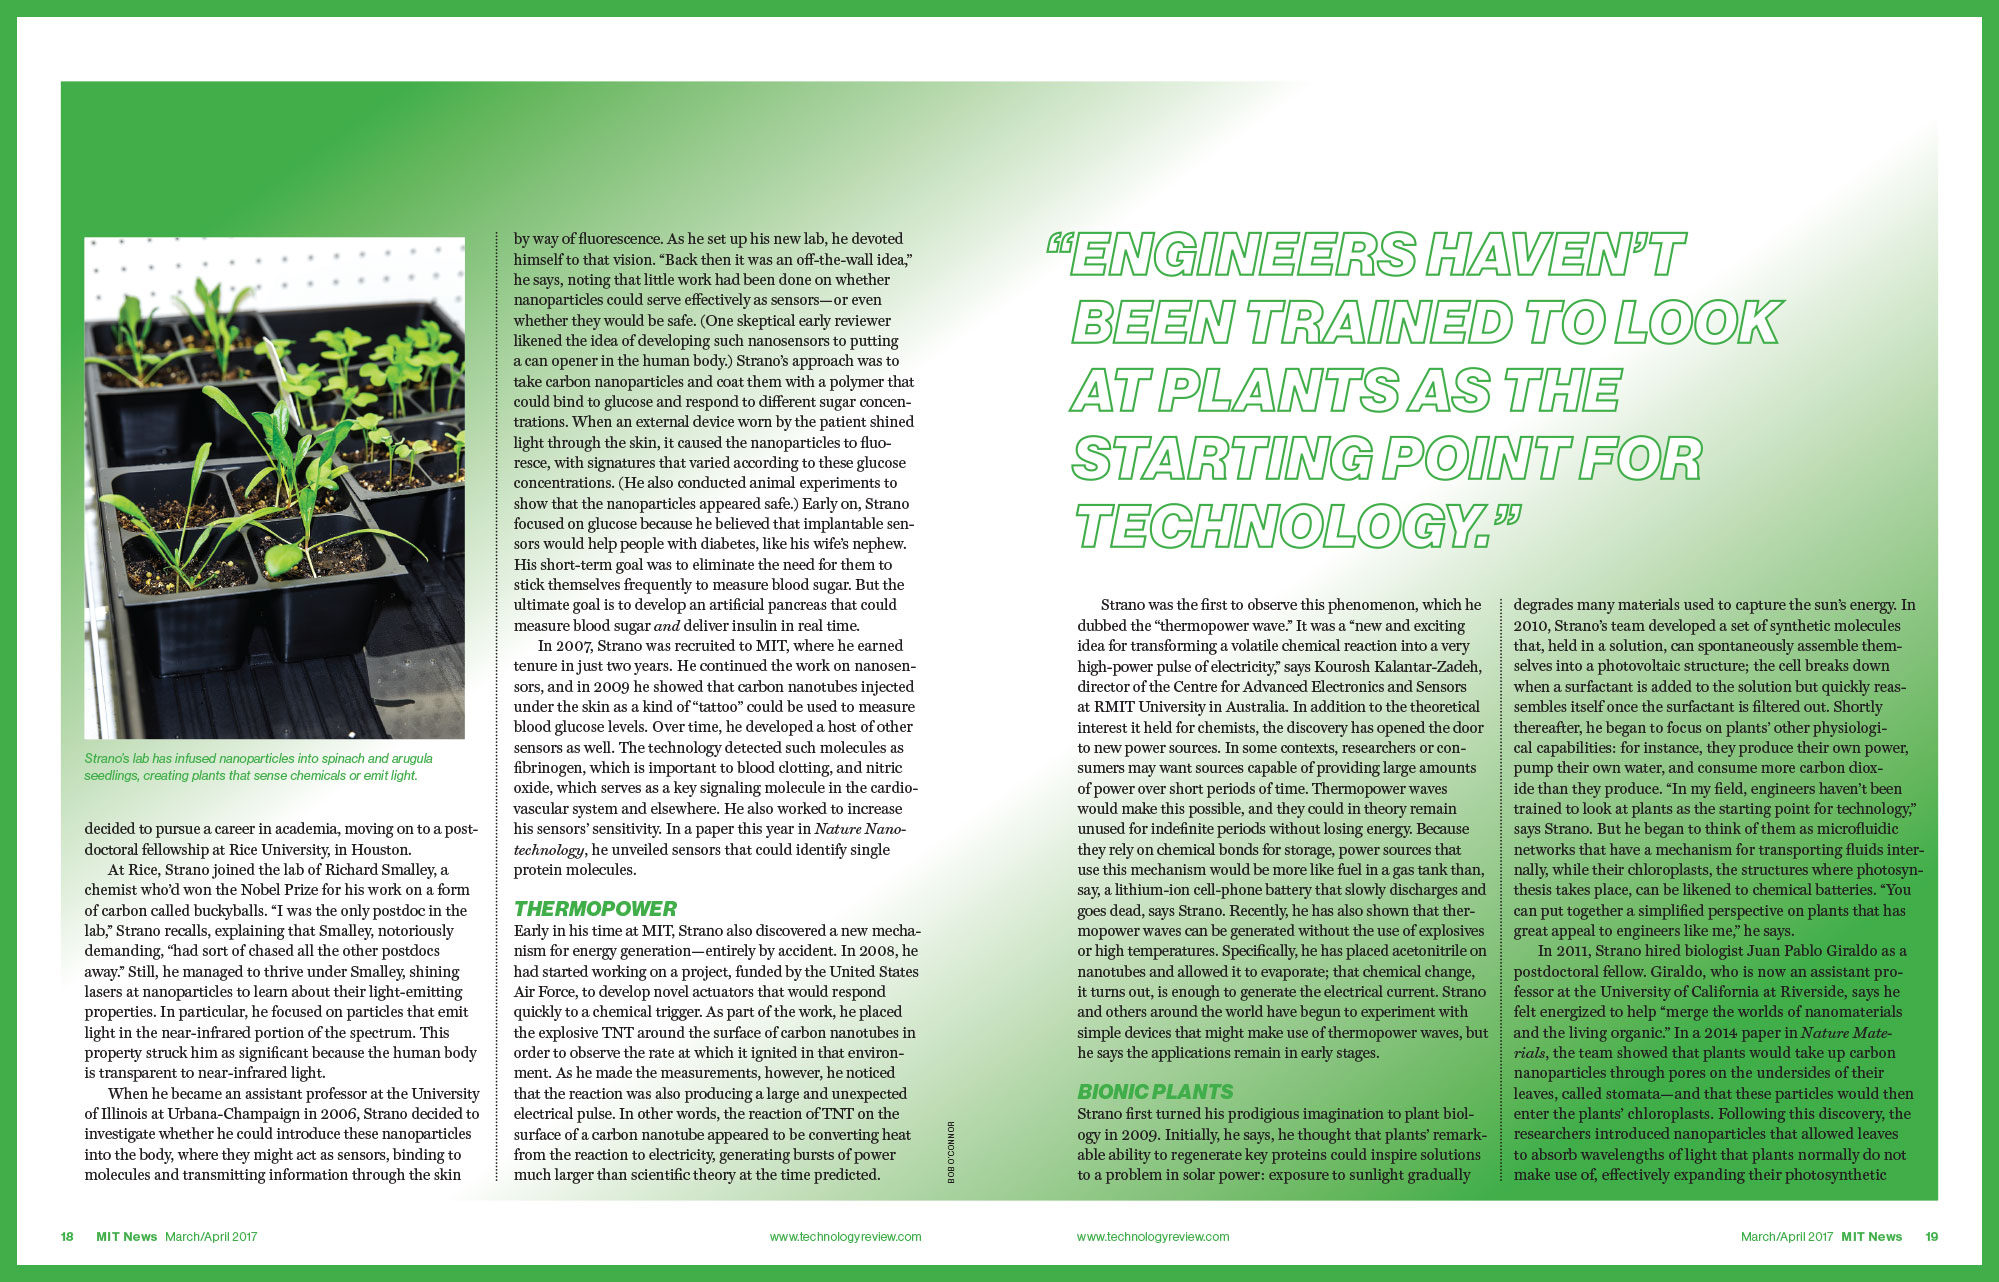 Strano's lab has infused nanoparticles into spinach and arugula
seedlings, creating plants that sense chemicals or emit light.
decided to pursue a career in academia, moving on to a post-
doctoral fellowship at Rice University, in Houston.
At Rice, Strano joined the lab of Richard Smalley, a
chemist who'd won the Nobel Prize for his work on a form
of carbon called buckyballs. “I was the only postdoc in the
lab,” Strano recalls, explaining that Smalley, notoriously
demanding, “had sort of chased all the other postdocs
away.” Still, he managed to thrive under Smalley, shining
lasers at nanoparticles to learn about their light-emitting
properties. In particular, he focused on particles that emit
light in the near-infrared portion of the spectrum. This
property struck him as significant because the human body
is transparent to near-infrared light.
When he became an assistant professor at the University
of Illinois at Urbana-Champaign in 2006, Strano decided to
investigate whether he could introduce these nanoparticles
into the body, where they might act as sensors, binding to
molecules and transmitting information through the skin
by way of fluorescence. As he set up his new lab, he devoted
himself to that vision. “Back then it was an off-the-wall idea,”
he says, noting that little work had been done on whether
nanoparticles could serve effectively as sensors—or even
whether they would be safe. (One skeptical early reviewer
likened the idea of developing such nanosensors to putting
a can opener in the human body.) Strano's approach was to
take carbon nanoparticles and coat them with a polymer that
could bind to glucose and respond to different sugar concen-
trations. When an external device worn by the patient shined
light through the skin, it caused the nanoparticles to fluo-
resce, with signatures that varied according to these glucose
concentrations. (He also conducted animal experiments to
show that the nanoparticles appeared safe.) Early on, Strano
focused on glucose because he believed that implantable sen-
sors would help people with diabetes, like his wife's nephew.
His short-term goal was to eliminate the need for them to
stick themselves frequently to measure blood sugar. But the
ultimate goal is to develop an artificial pancreas that could
measure blood sugar and deliver insulin in real time.
In 2007, Strano was recruited to MIT, where he earned
tenure in just two years. He continued the work on nanosen-
sors, and in 2009 he showed that carbon nanotubes injected
under the skin as a kind of “tattoo” could be used to measure
blood glucose levels. Over time, he developed a host of other
sensors as well. The technology detected such molecules as
fibrinogen, which is important to blood clotting, and nitric
oxide, which serves as a key signaling molecule in the cardio-
vascular system and elsewhere. He also worked to increase
his sensors' sensitivity. In a paper this year in Nature Nano-
technology, he unveiled sensors that could identify single
protein molecules.
THERMOPOWER
Early in his time at MIT, Strano also discovered a new mecha-
nism for energy generation—entirely by accident. In 2008, he
had started working on a project, funded by the United States
Air Force, to develop novel actuators that would respond
quickly to a chemical trigger. As part of the work, he placed
the explosive TNT around the surface of carbon nanotubes in
order to observe the rate at which it ignited in that environ-
ment. As he made the measurements, however, he noticed
that the reaction was also producing a large and unexpected
electrical pulse. In other words, the reaction of TNT on the
surface of a carbon nanotube appeared to be converting heat
from the reaction to electricity, generating bursts of power
much larger than scientific theory at the time predicted.
BOB O'CONNOR
“ENGINEERS HAVEN'T
BEEN TRAINED TO LOOK
AT PLANTS AS THE
STARTING POINT FOR
TECHNOLOGY.”
Strano was the first to observe this phenomenon, which he
dubbed the “thermopower wave.” It was a “new and exciting
idea for transforming a volatile chemical reaction into a very
high-power pulse of electricity,” says Kourosh Kalantar-Zadeh,
director of the Centre for Advanced Electronics and Sensors
at RMIT University in Australia. In addition to the theoretical
interest it held for chemists, the discovery has opened the door
to new power sources. In some contexts, researchers or con-
sumers may want sources capable of providing large amounts
of power over short periods of time. Thermopower waves
would make this possible, and they could in theory remain
unused for indefinite periods without losing energy. Because
they rely on chemical bonds for storage, power sources that
use this mechanism would be more like fuel in a gas tank than,
say, a lithium-ion cell-phone battery that slowly discharges and
goes dead, says Strano. Recently, he has also shown that ther-
mopower waves can be generated without the use of explosives
or high temperatures. Specifically, he has placed acetonitrile on
nanotubes and allowed it to evaporate; that chemical change,
it turns out, is enough to generate the electrical current. Strano
and others around the world have begun to experiment with
simple devices that might make use of thermopower waves, but
he says the applications remain in early stages.
BIONIC PLANTS
Strano first turned his prodigious imagination to plant biol-
ogy in 2009. Initially, he says, he thought that plants' remark-
able ability to regenerate key proteins could inspire solutions
to a problem in solar power: exposure to sunlight gradually
degrades many materials used to capture the sun's energy. In
2010, Strano's team developed a set of synthetic molecules
that, held in a solution, can spontaneously assemble them-
selves into a photovoltaic structure; the cell breaks down
when a surfactant is added to the solution but quickly reas-
sembles itself once the surfactant is filtered out. Shortly
thereafter, he began to focus on plants' other physiologi-
cal capabilities: for instance, they produce their own power,
pump their own water, and consume more carbon diox-
ide than they produce. “In my field, engineers haven't been
trained to look at plants as the starting point for technology,”
says Strano. But he began to think of them as microfluidic
networks that have a mechanism for transporting fluids inter-
nally, while their chloroplasts, the structures where photosyn-
thesis takes place, can be likened to chemical batteries. “You
can put together a simplified perspective on plants that has
great appeal to engineers like me,” he says.
In 2011, Strano hired biologist Juan Pablo Giraldo as a
postdoctoral fellow. Giraldo, who is now an assistant pro-
fessor at the University of California at Riverside, says he
felt energized to help “merge the worlds of nanomaterials
and the living organic.” In a 2014 paper in Nature Mate-
rials, the team showed that plants would take up carbon
nanoparticles through pores on the undersides of their
leaves, called stomata—and that these particles would then
enter the plants' chloroplasts. Following this discovery, the
researchers introduced nanoparticles that allowed leaves
to absorb wavelengths of light that plants normally do not
make use of, effectively expanding their photosynthetic
18 MIT News March/April 2017
www.technologyreview.com
www.technologyreview.com
March/April 2017 MIT News 19